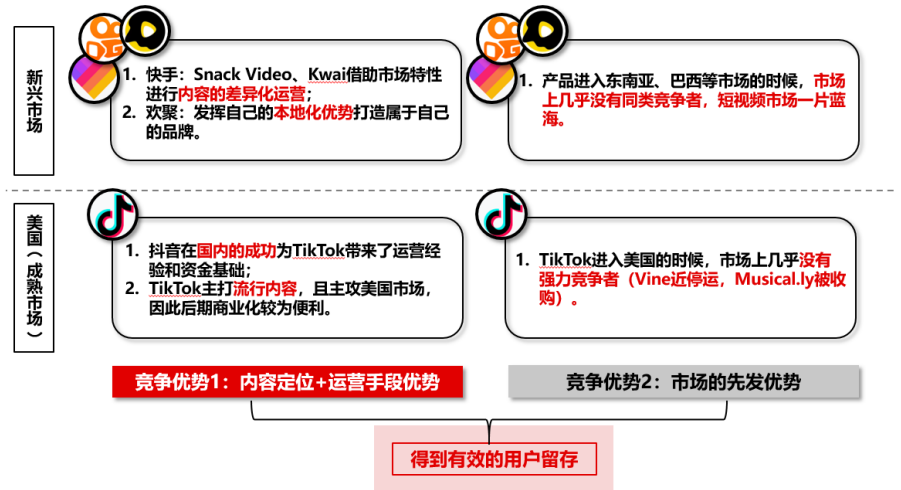 新兴市场
1. 快手：Snack Video、Kwai借助市场特性
进行内容的差异化运营；
2. 欢聚：发挥自己的本地化优势打造属于自己
的品牌。
1. 产品进入东南亚、巴西等市场的时候，市场
上几乎没有同类竞争者，短视频市场一片蓝
海。
美国（成熟市场）
1. 抖音在国内的成功为TikTok带来了运营经
验和资金基础；
2. TikTok主打流行内容，且主攻美国市场，
因此后期商业化较为便利。
1. TikTok进入美国的时候，市场上几乎没有
强力竞争者（Vine近停运，Musical.ly被收
购）。
竞争优势1：内容定位+运营手段优势
竞争优势2：市场的先发优势
得到有效的用户留存